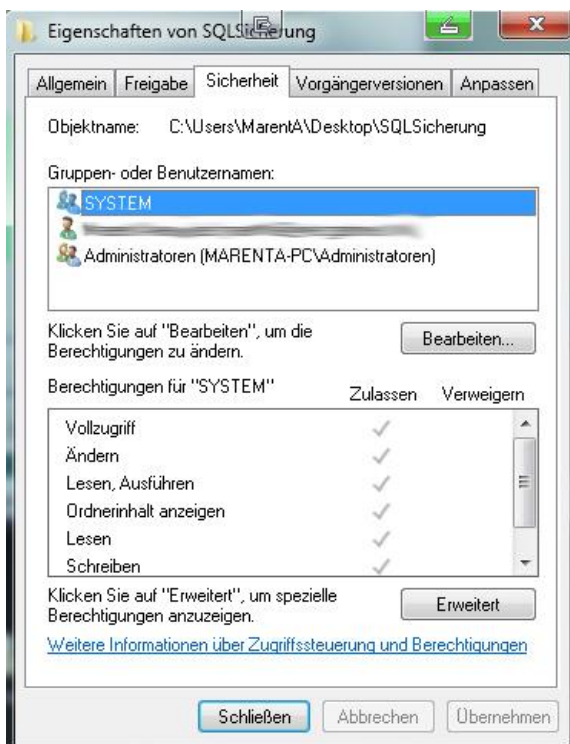 Eigenschaften von SQLSicherung
Allgemein Freigabe Sicherheit Vorgängerversionen Anpassen
Objektname: C:\Users\MarentA\Desktop\SQLSicherung
Gruppen- oder Benutzernamen:
SYSTEM
Administratoren (MARENTA-PC\Administratoren)
Klicken Sie auf "Bearbeiten", um die
Berechtigungen zu ändern.
Bearbeiten...
Berechtigungen für "SYSTEM" Zulassen Verweigern
Vollzugriff
Ändern
Lesen, Ausführen
Ordnerinhalt anzeigen
Lesen
Schreiben
Klicken Sie auf "Erweitert", um spezielle
Berechtigungen anzuzeigen.
Erweitert
Weitere Informationen über Zugriffssteuerung und Berechtigungen
Schließen Abbrechen Übernehmen